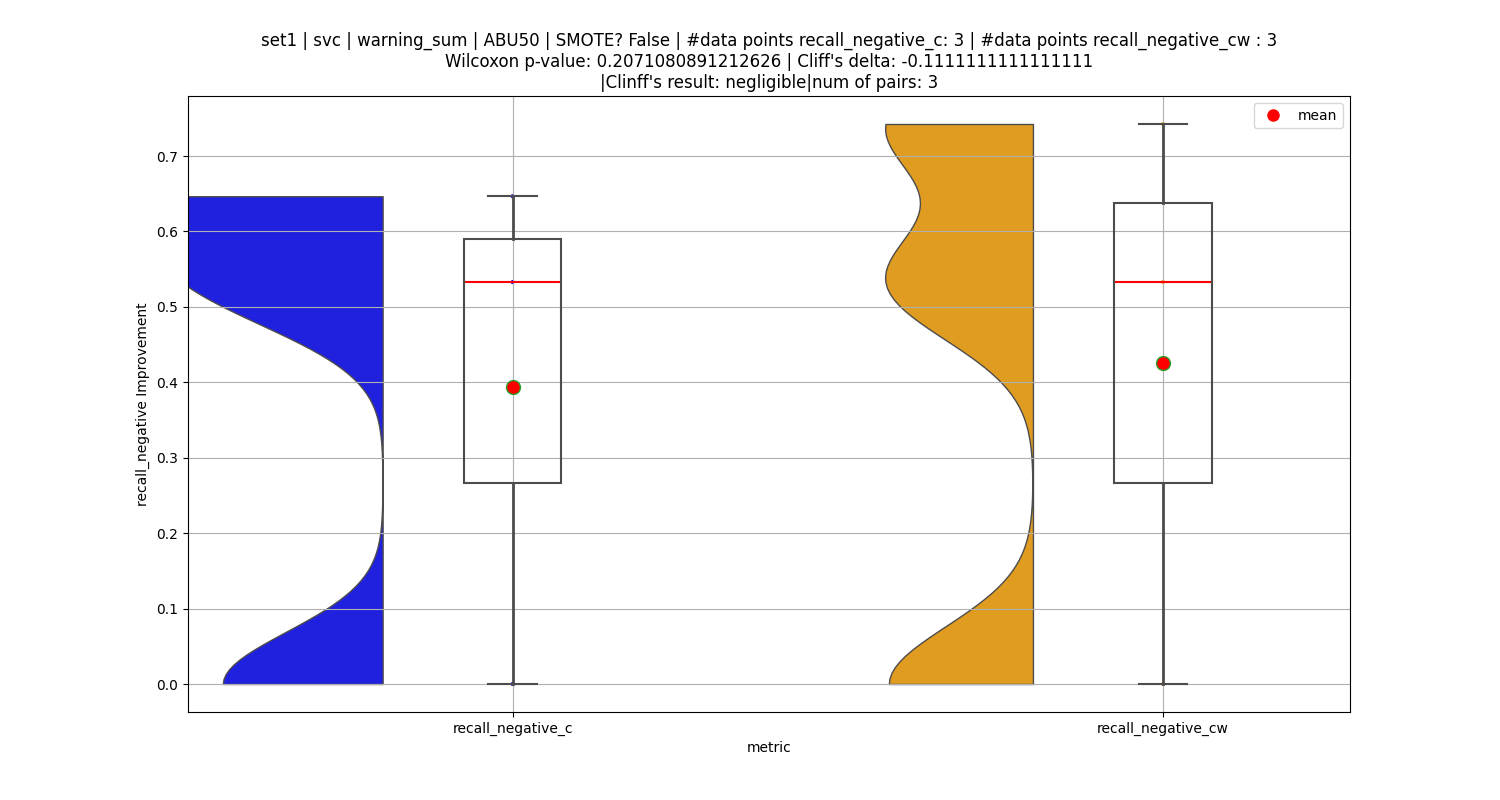 set1 | svc | warning_sum | ABU50 | SMOTE? False | #data points recall_negative_c: 3 | #data points recall_negative_cw : 3
Wilcoxon p-value: 0.2071080891212626 | Cliff's delta: -0.1111111111111111
|Clinff's result: negligible|num of pairs: 3
mean
recall_negative Improvement
0.7
0.6
0.5
0.4
0.3
0.2
0.1
0.0
recall_negative_c
recall_negative_cw
metric